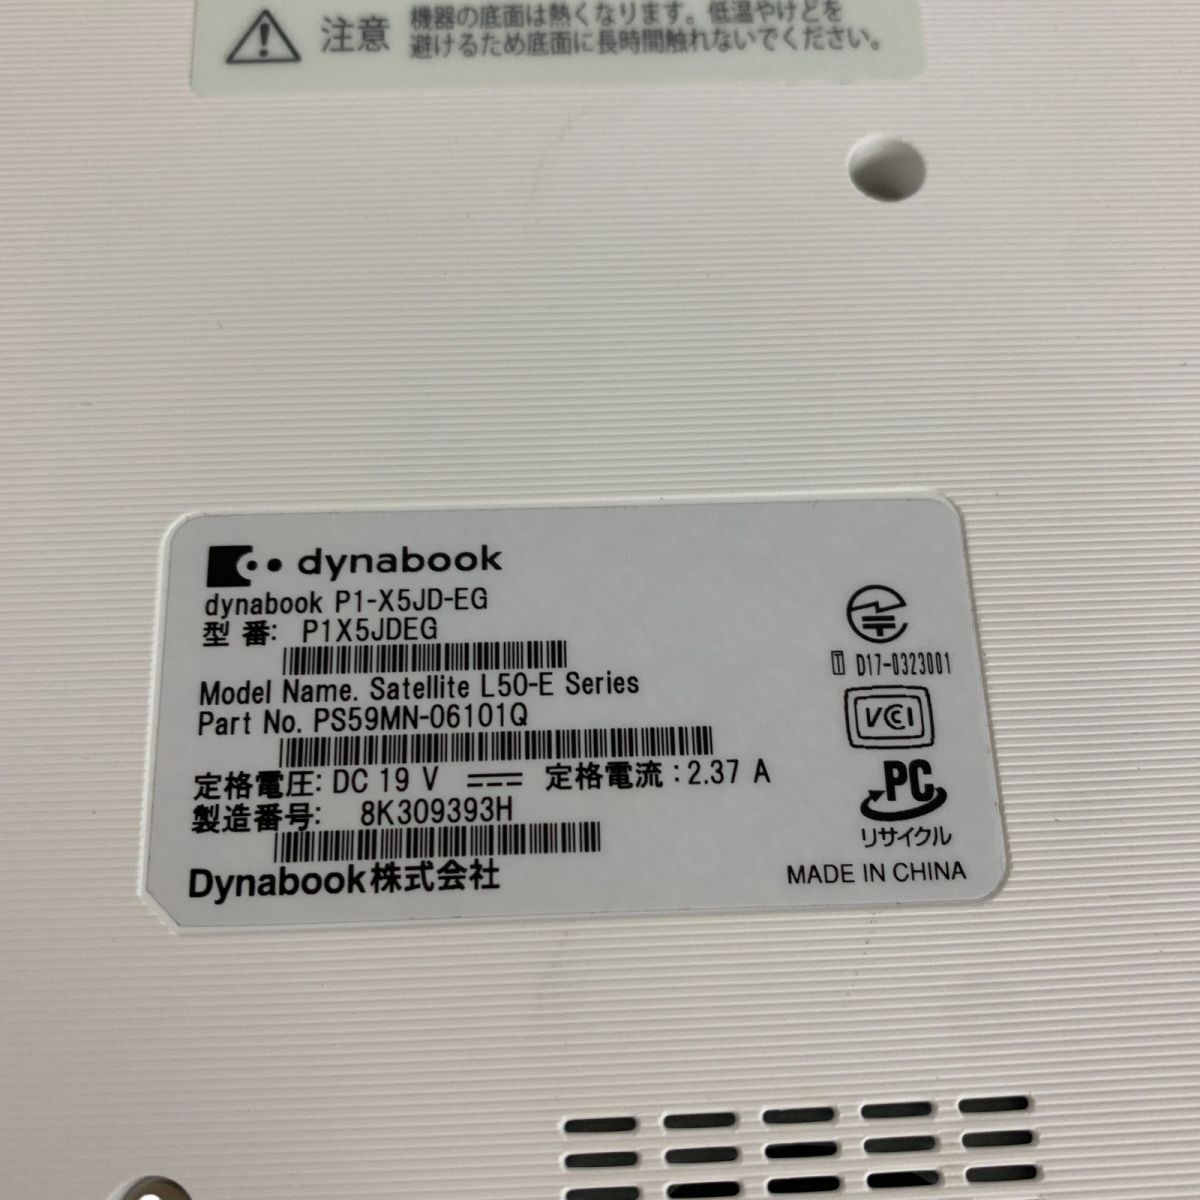 注意
機器の底面は熱くなります。低温やけどを
避けるため底面に長時間触れないでください。
dynabook
dynabook P1-X5JD-EG
型番: P1X5JDEG
Model Name. Satellite L50-E Series
Part No. PS59MN-06101Q
定格電圧: DC 19 V 定格電流 : 2.37 A
製造番号: 8K309393H
Dynabook株式会社
T D17-0323001
VCCI
PC
リサイクル
MADE IN CHINA